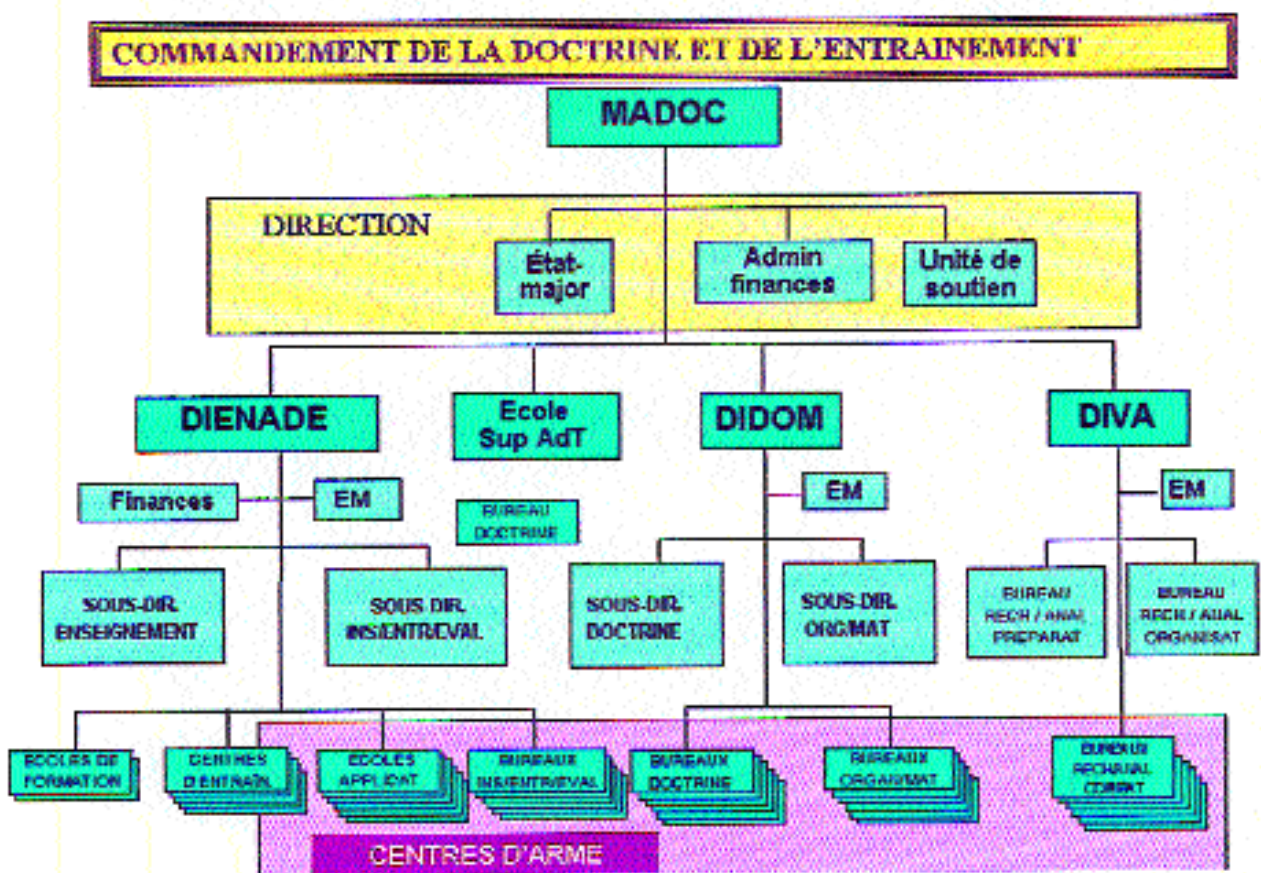 COMMANDEMENT DE LA DOCTRINE ET DE L'ENTRAINEMENT
MADOC
DIRECTION
État-
major
Admin
finances
Unité de
soutien
DIENADE
Ecole
Sup AdT
DIDOM
DIVA
Finances
EM
BUREAU
DOCTRINE
EM
EM
SOUS-DIR.
ENSEIGNEMENT
SOUS DIR.
INS/ENTR/EVAL
SOUS-DIR.
DOCTRINE
SOUS-DIR.
ORG/MAT
BUREAU
RECH / ANAL
PREPARAT
BUREAU
RECH / ANAL
ORGANISAT
ECOLES DE
FORMATION
CENTRES
D'ENTRAIN.
ECOLES
APPLICAT
BUREAUX
INS/ENTR/EVAL
BUREAUX
DOCTRINE
BUREAUX
ORGAN/MAT
BUREAUX
CENTRES D'ARME